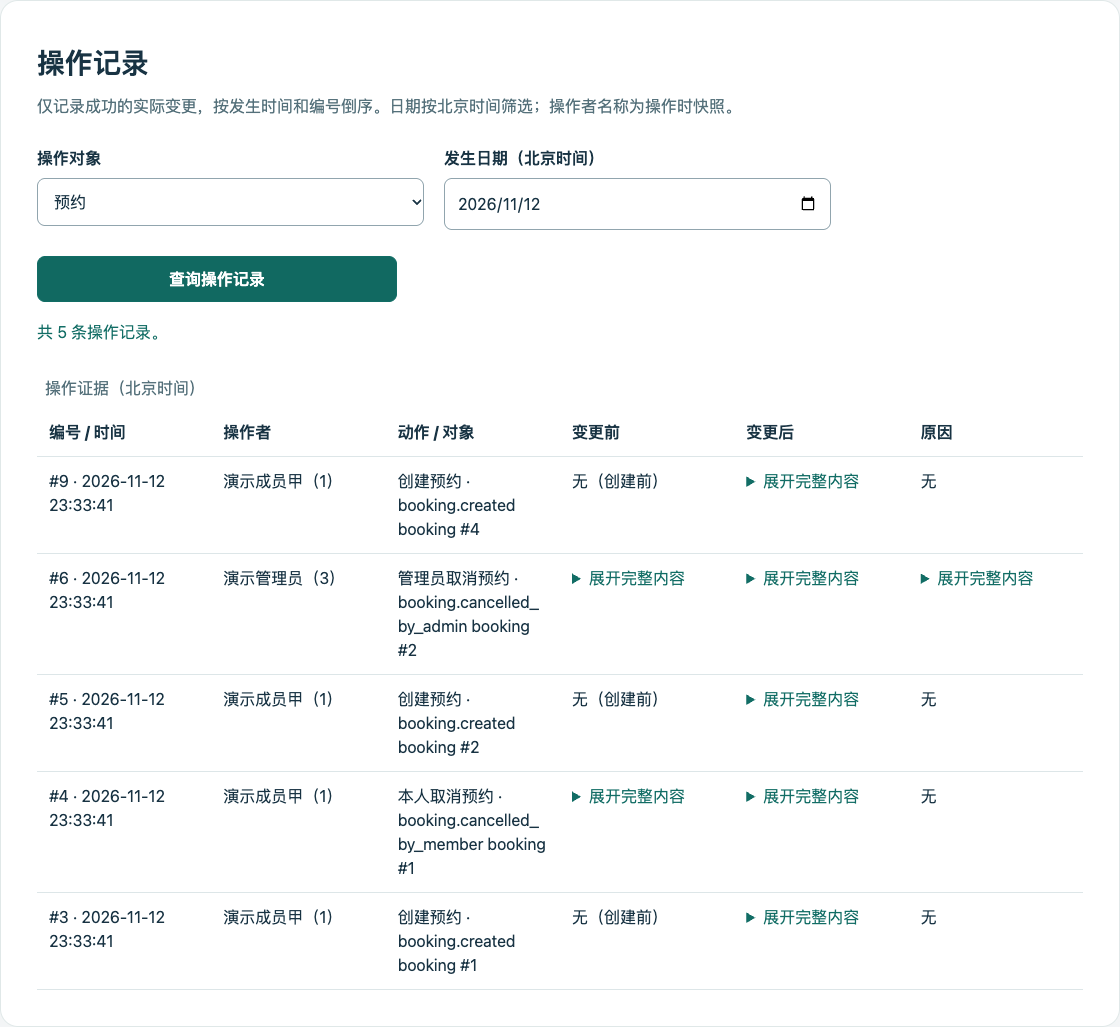 操作记录
仅记录成功的实际变更，按发生时间和编号倒序。日期按北京时间筛选；操作者名称为操作时快照。
操作对象
发生日期（北京时间）
预约
2026/11/12
查询操作记录
共 5 条操作记录。
操作证据（北京时间）
编号 / 时间 操作者 动作 / 对象 变更前 变更后 原因
#9 · 2026-11-12 演示成员甲（1） 创建预约 · 无（创建前） ▶ 展开完整内容 无
23:33:41 booking.created
booking #4
#6 · 2026-11-12 演示管理员（3） 管理员取消预约 · ▶ 展开完整内容 ▶ 展开完整内容 ▶ 展开完整内容
23:33:41 booking.cancelled_
by_admin booking
#2
#5 · 2026-11-12 演示成员甲（1） 创建预约 · 无（创建前） ▶ 展开完整内容 无
23:33:41 booking.created
booking #2
#4 · 2026-11-12 演示成员甲（1） 本人取消预约 · ▶ 展开完整内容 ▶ 展开完整内容 无
23:33:41 booking.cancelled_
by_member booking
#1
#3 · 2026-11-12 演示成员甲（1） 创建预约 · 无（创建前） ▶ 展开完整内容 无
23:33:41 booking.created
booking #1